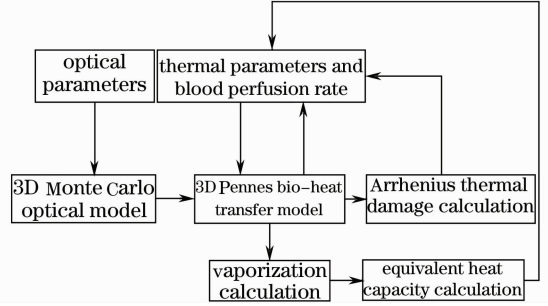 optical
parameters
thermal parameters and
blood perfusion rate
3D Monte Carlo
optical model
3D Pennes bio-heat
transfer model
Arrhenius thermal
damage calculation
vaporization
calculation
equivalent heat
capacity calculation